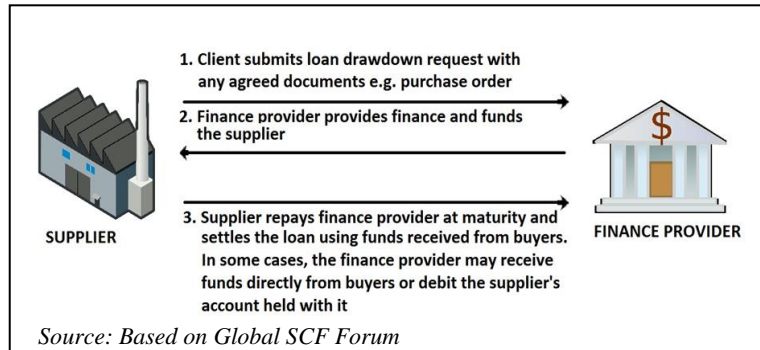 1. Client submits loan drawdown request with
any agreed documents e.g. purchase order
2. Finance provider provides finance and funds
the supplier
$
3. Supplier repays finance provider at maturity and
settles the loan using funds received from buyers.
In some cases, the finance provider may receive
funds directly from buyers or debit the supplier's
account held with it
SUPPLIER
FINANCE PROVIDER
Source: Based on Global SCF Forum